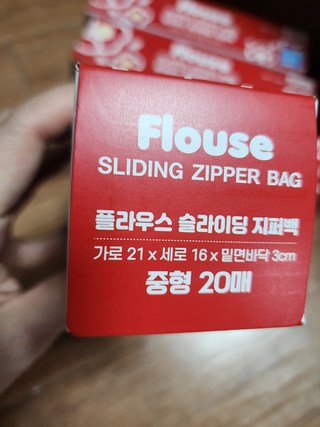 Flouse
SLIDING ZIPPER BAG
플라우스 슬라이딩 지퍼백
가로 21 x 세로 16 x 밑면바닥 3cm
중형 20매